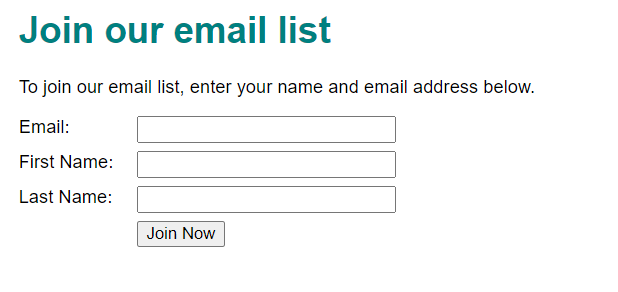 Join our email list
To join our email list, enter your name and email address below.
Email:
First Name:
Last Name:
Join Now